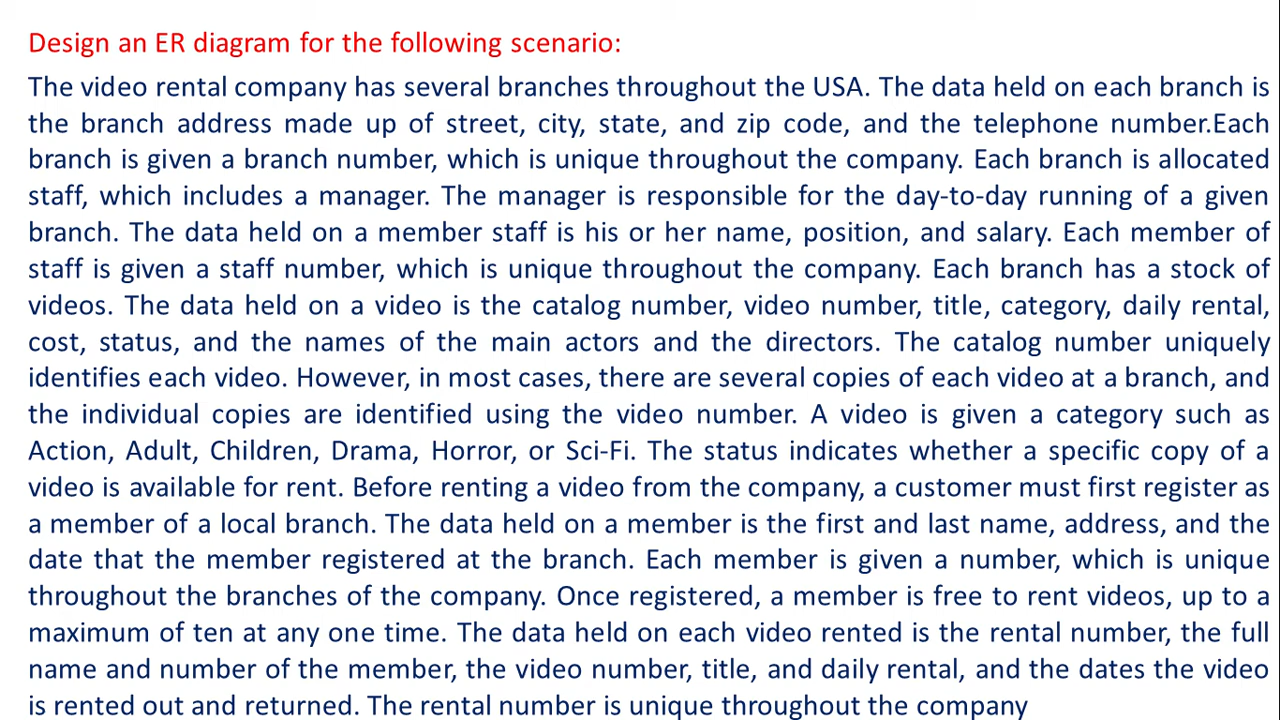 Design an ER diagram for the following scenario:
The video rental company has several branches throughout the USA. The data held on each branch is
the branch address made up of street, city, state, and zip code, and the telephone number.Each
branch is given a branch number, which is unique throughout the company. Each branch is allocated
staff, which includes a manager. The manager is responsible for the day-to-day running of a given
branch. The data held on a member staff is his or her name, position, and salary. Each member of
staff is given a staff number, which is unique throughout the company. Each branch has a stock of
videos. The data held on a video is the catalog number, video number, title, category, daily rental,
cost, status, and the names of the main actors and the directors. The catalog number uniquely
identifies each video. However, in most cases, there are several copies of each video at a branch, and
the individual copies are identified using the video number. A video is given a category such as
Action, Adult, Children, Drama, Horror, or Sci-Fi. The status indicates whether a specific copy of a
video is available for rent. Before renting a video from the company, a customer must first register as
a member of a local branch. The data held on a member is the first and last name, address, and the
date that the member registered at the branch. Each member is given a number, which is unique
throughout the branches of the company. Once registered, a member is free to rent videos, up to a
maximum of ten at any one time. The data held on each video rented is the rental number, the full
name and number of the member, the video number, title, and daily rental, and the dates the video
is rented out and returned. The rental number is unique throughout the company